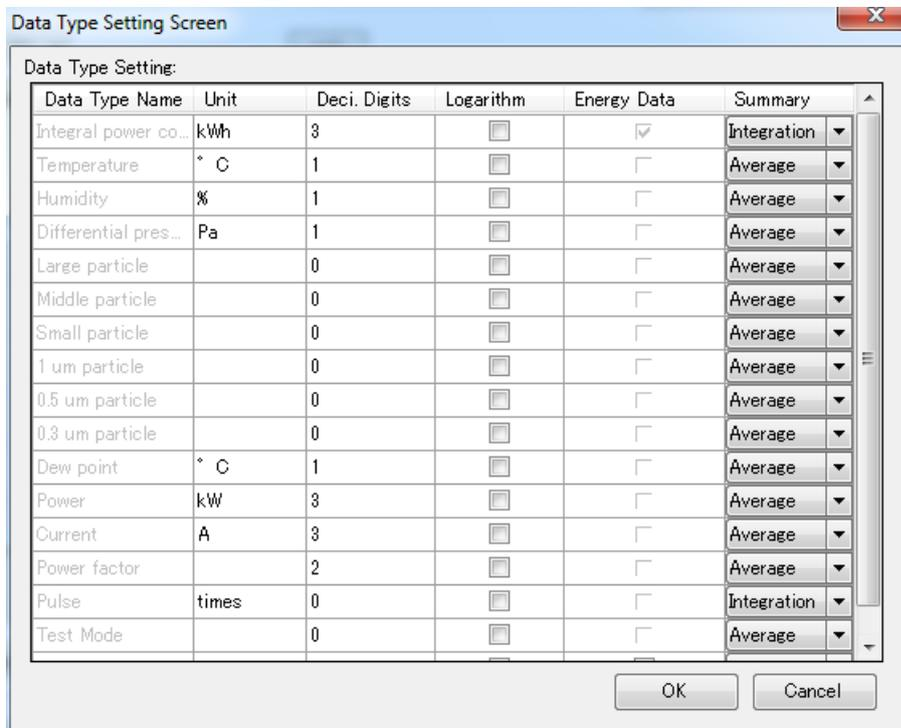 Data Type Setting Screen
Data Type Setting:
Data Type Name Unit Deci. Digits Logarithm Energy Data Summary
Integral power co... kWh 3 Integration
Temperature ° C 1 Average
Humidity % 1 Average
Differential pres... Pa 1 Average
Large particle 0 Average
Middle particle 0 Average
Small particle 0 Average
1 um particle 0 Average
0.5 um particle 0 Average
0.3 um particle 0 Average
Dew point ° C 1 Average
Power kW 3 Average
Current A 3 Average
Power factor 2 Average
Pulse times 0 Integration
Test Mode 0 Average
OK Cancel